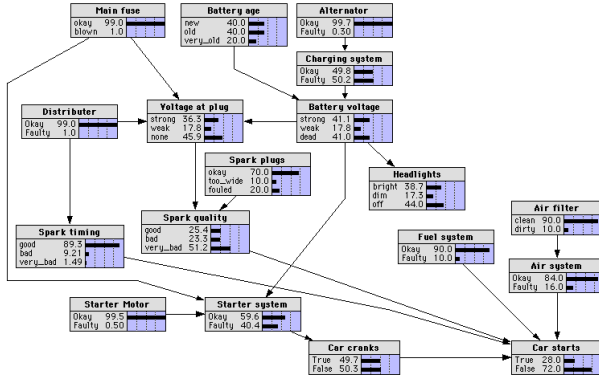 Main fuse
okay 99.0
blown 1.0
Battery age
new 40.0
old 40.0
very_old 20.0
Alternator
okay 99.7
Faulty 0.30
Charging system
Okay 49.8
Faulty 50.2
Distributer
Okay 99.0
Faulty 1.0
Voltage at plug
strong 36.3
weak 17.8
none 45.9
Battery voltage
strong 41.1
weak 17.8
dead 41.0
Spark plugs
okay 70.0
too_wide 10.0
fouled 20.0
Headlights
bright 38.7
dim 17.3
off 44.0
Spark timing
good 89.3
bad 9.21
very_bad 1.49
Spark quality
good 25.4
bad 23.3
very_bad 51.2
Air filter
clean 90.0
dirty 10.0
Fuel system
Okay 90.0
Faulty 10.0
Air system
Okay 84.0
Faulty 16.0
Starter Motor
Okay 99.5
Faulty 0.50
Starter system
Okay 59.6
Faulty 40.4
Car cranks
True 49.7
False 50.3
Car starts
True 28.0
False 72.0